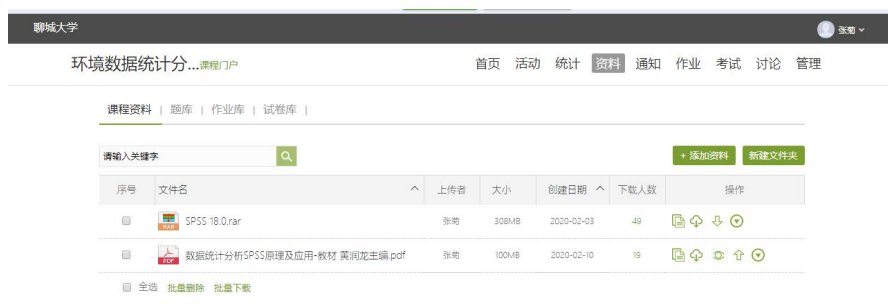 聊城大学 张菊
环境数据统计分...课程门户 首页 活动 统计 资料 通知 作业 考试 讨论 管理
课程资料 | 题库 | 作业库 | 试卷库 |
请输入关键字 + 添加资料 新建文件夹
序号 文件名 上传者 大小 创建日期 下载人数 操作
RAR SPSS 18.0.rar 张菊 308MB 2020-02-03 49
PDF 数据统计分析SPSS原理及应用-教材 黄润龙主编.pdf 张菊 100MB 2020-02-10 19
全选 批量删除 批量下载